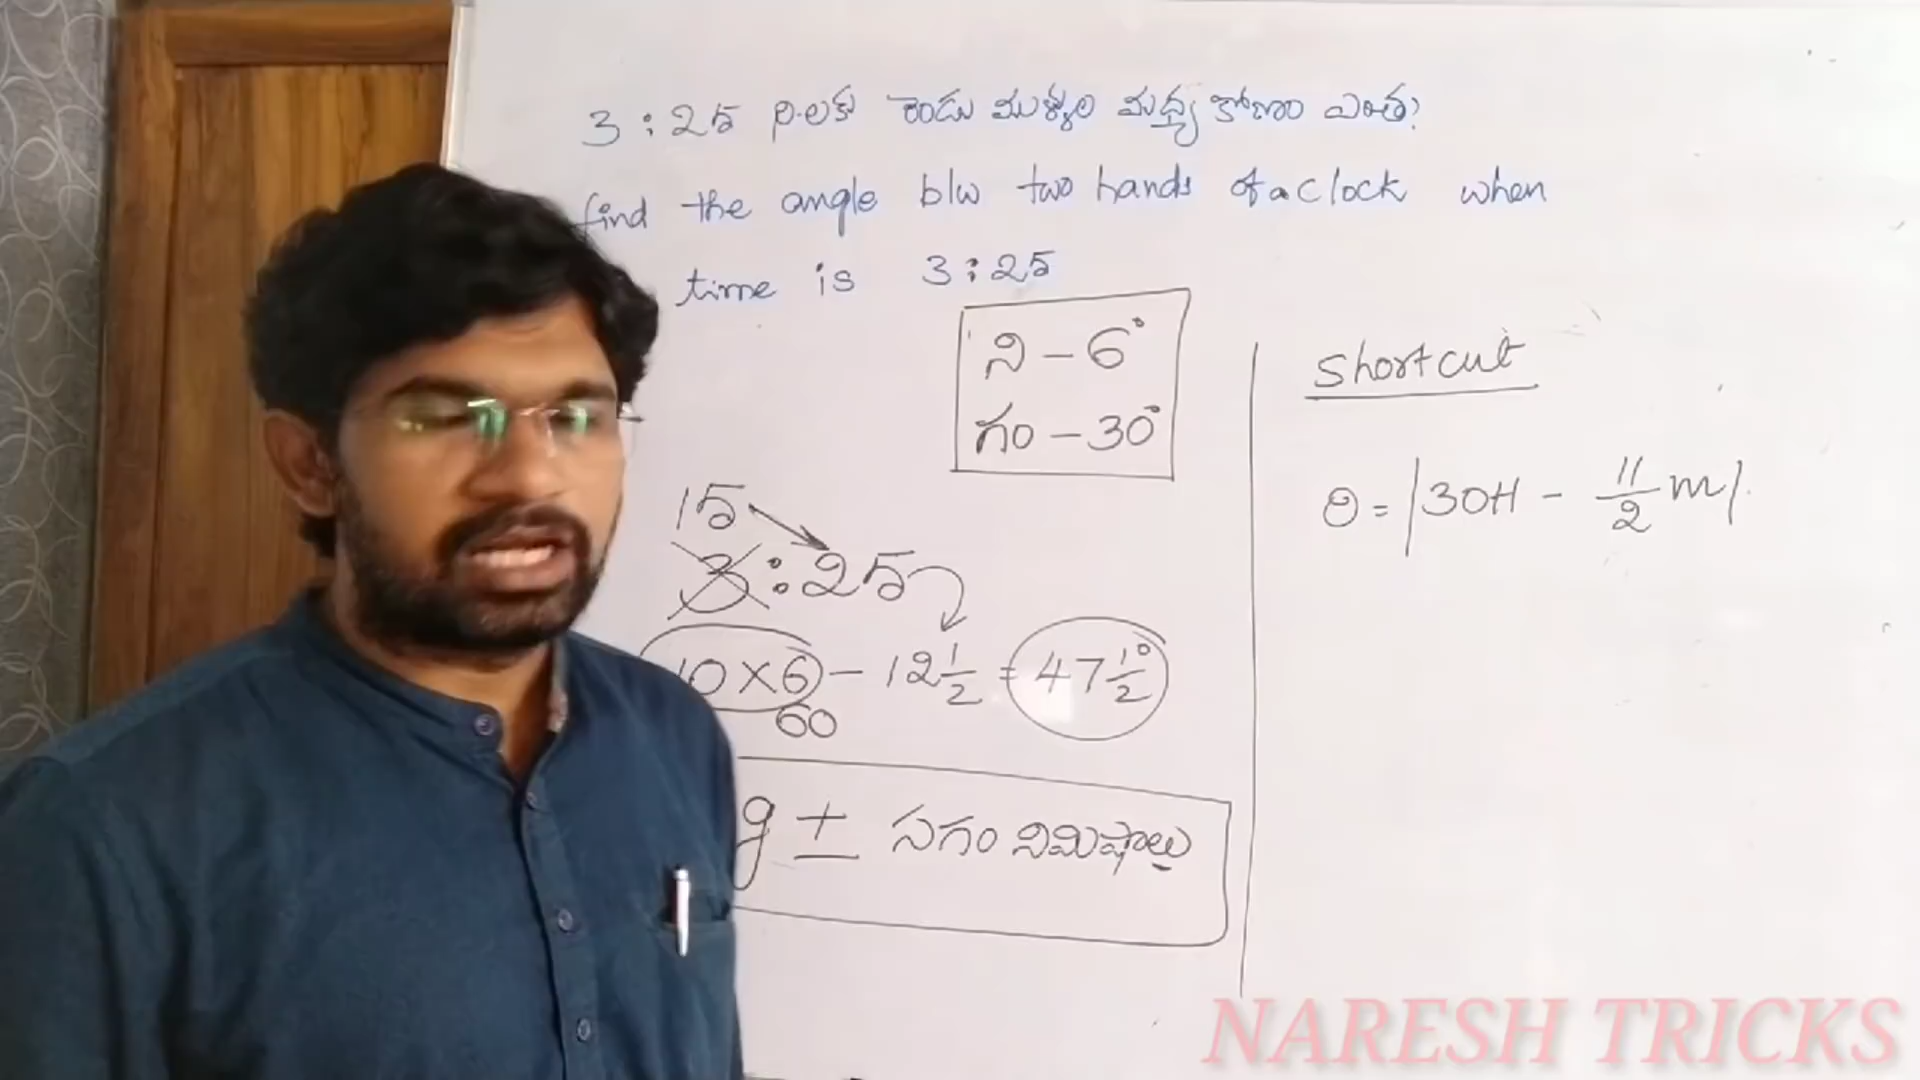 3:25 ని.లకు రెండు ముళ్ళుల మధ్య కోణం ఎంత?
find the angle b/w two hands of a clock when
time is 3:25
ని - 6°
గం - 30°
15
3 : 25
10 x 6 - 12 1/2 = 47 1/2°
60
g ± సగం నిమిషాలు
Shortcut
θ = |30H - 11/2 m|
NARESH TRICKS